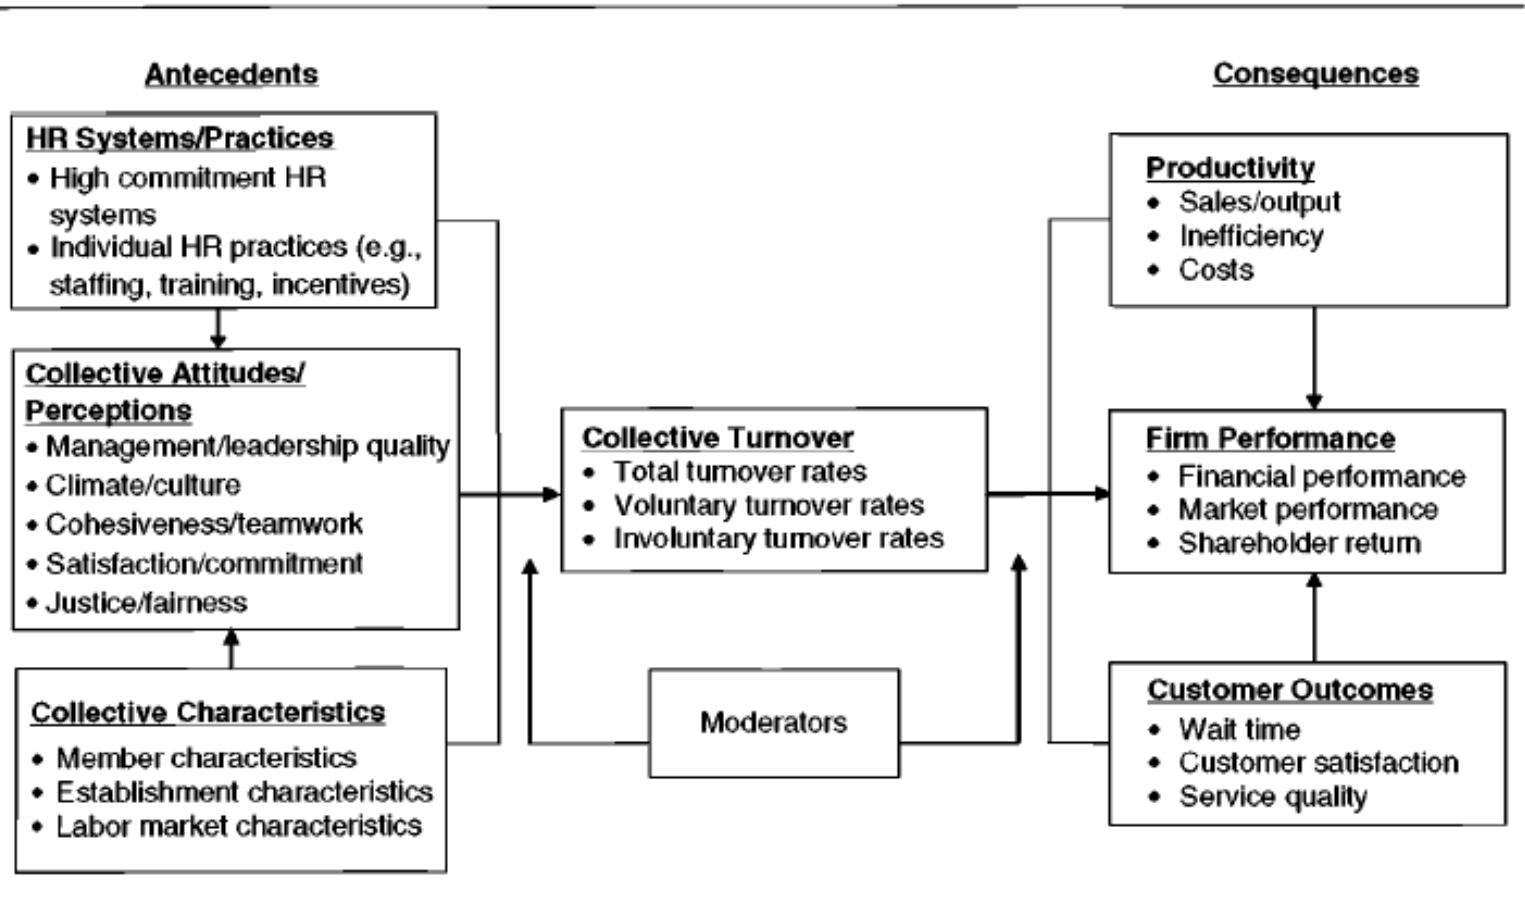 Antecedents
HR Systems/Practices
• High commitment HR
systems
• Individual HR practices (e.g.,
staffing, training, incentives)
Collective Attitudes/
Perceptions
• Management/leadership quality
• Climate/culture
• Cohesiveness/teamwork
• Satisfaction/commitment
• Justice/fairness
Collective Characteristics
• Member characteristics
• Establishment characteristics
• Labor market characteristics
Collective Turnover
• Total turnover rates
• Voluntary turnover rates
• Involuntary turnover rates
Moderators
Consequences
Productivity
• Sales/output
• Inefficiency
• Costs
Firm Performance
• Financial performance
• Market performance
• Shareholder return
Customer Outcomes
• Wait time
• Customer satisfaction
• Service quality